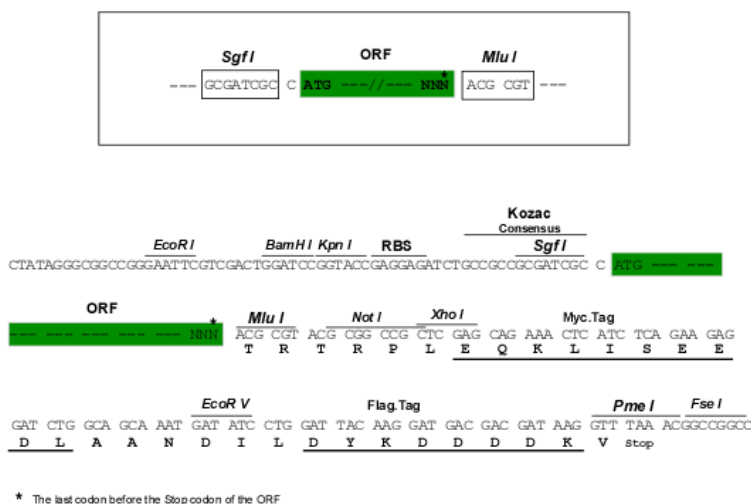 Sgf I ORF Mlu I
--- GCGATCGC C ATG ---//--- NNN* ACG CGT ---
Kozac
Consensus
EcoR I BamH I Kpn I RBS Sgf I
CTATAGGGCGGCCGGGAATTCGTCGACTGGATCCGGTACCGAGGAGATCTGCCGCCGCGATCGC C ATG --- ---
ORF
Mlu I Not I Xho I Myc.Tag
--- --- --- --- --- NNN* ACG CGT ACG CGG CCG CTC GAG CAG AAA CTC ATC TCA GAA GAG
T R T R P L E Q K L I S E E
EcoR V Flag.Tag Pme I Fse I
GAT CTG GCA GCA AAT GAT ATC CTG GAT TAC AAG GAT GAC GAC GAT AAG GTT TAA ACGGCCGGCC
D L A A N D I L D Y K D D D D K V Stop
* The last codon before the Stop codon of the ORF